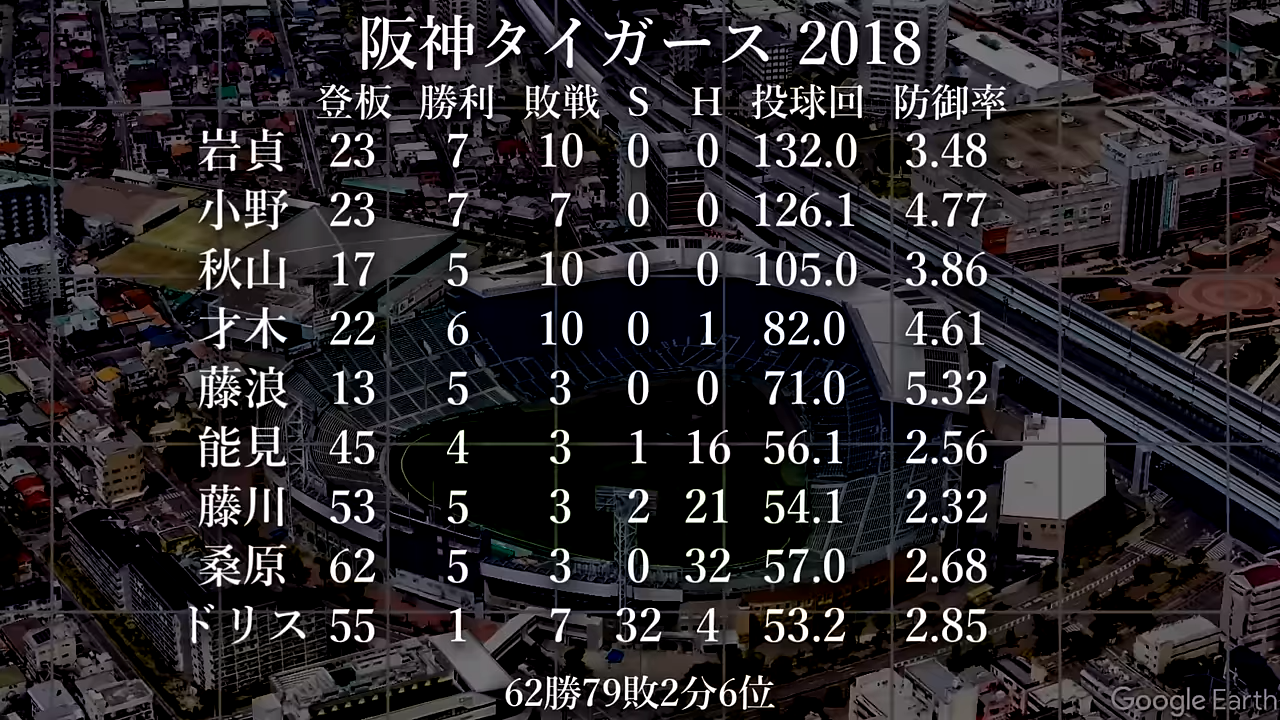 阪神タイガース 2018
登板 勝利 敗戦 S H 投球回 防御率
岩貞 23 7 10 0 0 132.0 3.48
小野 23 7 7 0 0 126.1 4.77
秋山 17 5 10 0 0 105.0 3.86
才木 22 6 10 0 1 82.0 4.61
藤浪 13 5 3 0 0 71.0 5.32
能見 45 4 3 1 16 56.1 2.56
藤川 53 5 3 2 21 54.1 2.32
桑原 62 5 3 0 32 57.0 2.68
ドリス 55 1 7 32 4 53.2 2.85
62勝79敗2分6位
Google Earth